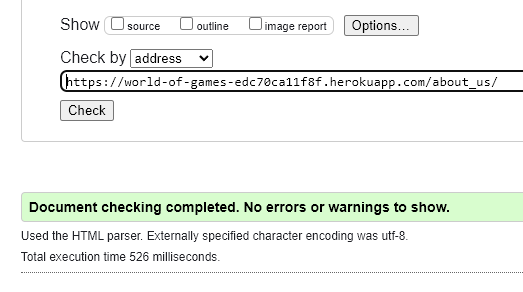 Show source outline image report Options...
Check by address
https://world-of-games-edc70ca11f8f.herokuapp.com/about_us/
Check
Document checking completed. No errors or warnings to show.
Used the HTML parser. Externally specified character encoding was utf-8.
Total execution time 526 milliseconds.